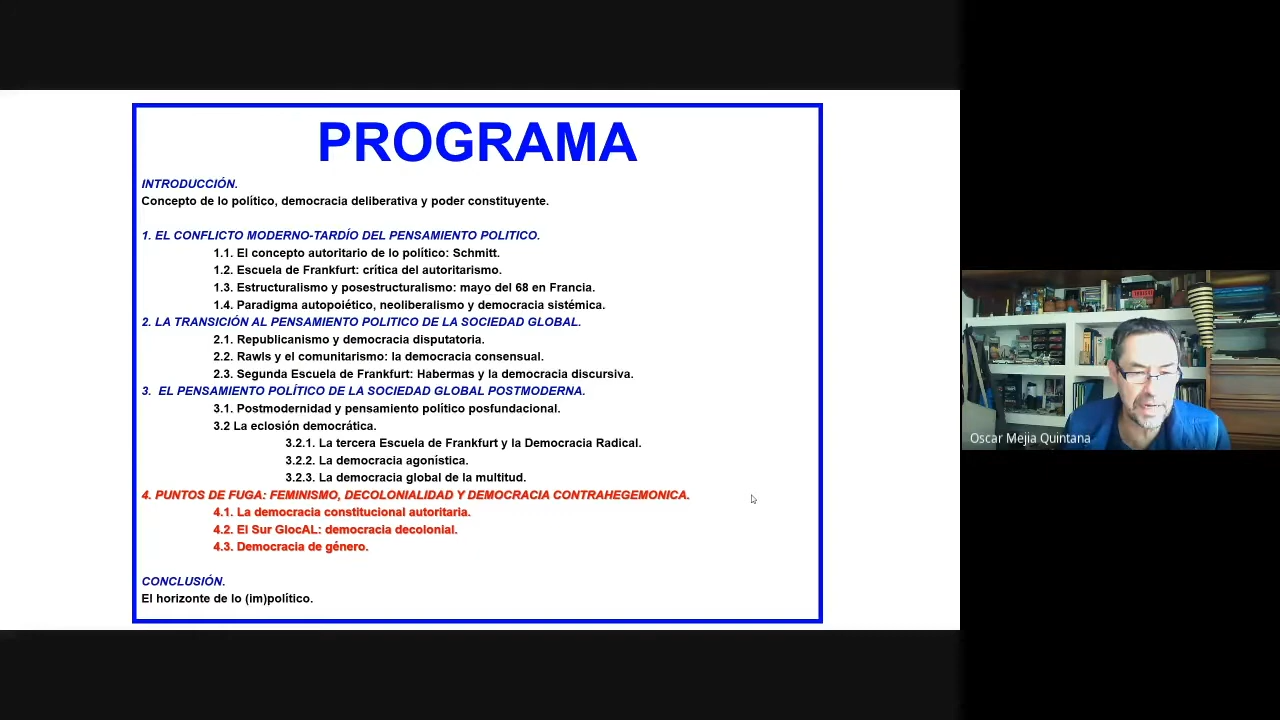 PROGRAMA
INTRODUCCIÓN.
Concepto de lo político, democracia deliberativa y poder constituyente.
1. EL CONFLICTO MODERNO-TARDÍO DEL PENSAMIENTO POLITICO.
1.1. El concepto autoritario de lo político: Schmitt.
1.2. Escuela de Frankfurt: crítica del autoritarismo.
1.3. Estructuralismo y posestructuralismo: mayo del 68 en Francia.
1.4. Paradigma autopoiético, neoliberalismo y democracia sistémica.
2. LA TRANSICIÓN AL PENSAMIENTO POLITICO DE LA SOCIEDAD GLOBAL.
2.1. Republicanismo y democracia disputatoria.
2.2. Rawls y el comunitarismo: la democracia consensual.
2.3. Segunda Escuela de Frankfurt: Habermas y la democracia discursiva.
3. EL PENSAMIENTO POLÍTICO DE LA SOCIEDAD GLOBAL POSTMODERNA.
3.1. Postmodernidad y pensamiento político posfundacional.
3.2 La eclosión democrática.
3.2.1. La tercera Escuela de Frankfurt y la Democracia Radical.
3.2.2. La democracia agonística.
3.2.3. La democracia global de la multitud.
4. PUNTOS DE FUGA: FEMINISMO, DECOLONIALIDAD Y DEMOCRACIA CONTRAHEGEMONICA.
4.1. La democracia constitucional autoritaria.
4.2. El Sur GlocAL: democracia decolonial.
4.3. Democracia de género.
CONCLUSIÓN.
El horizonte de lo (im)político.
Oscar Mejia Quintana